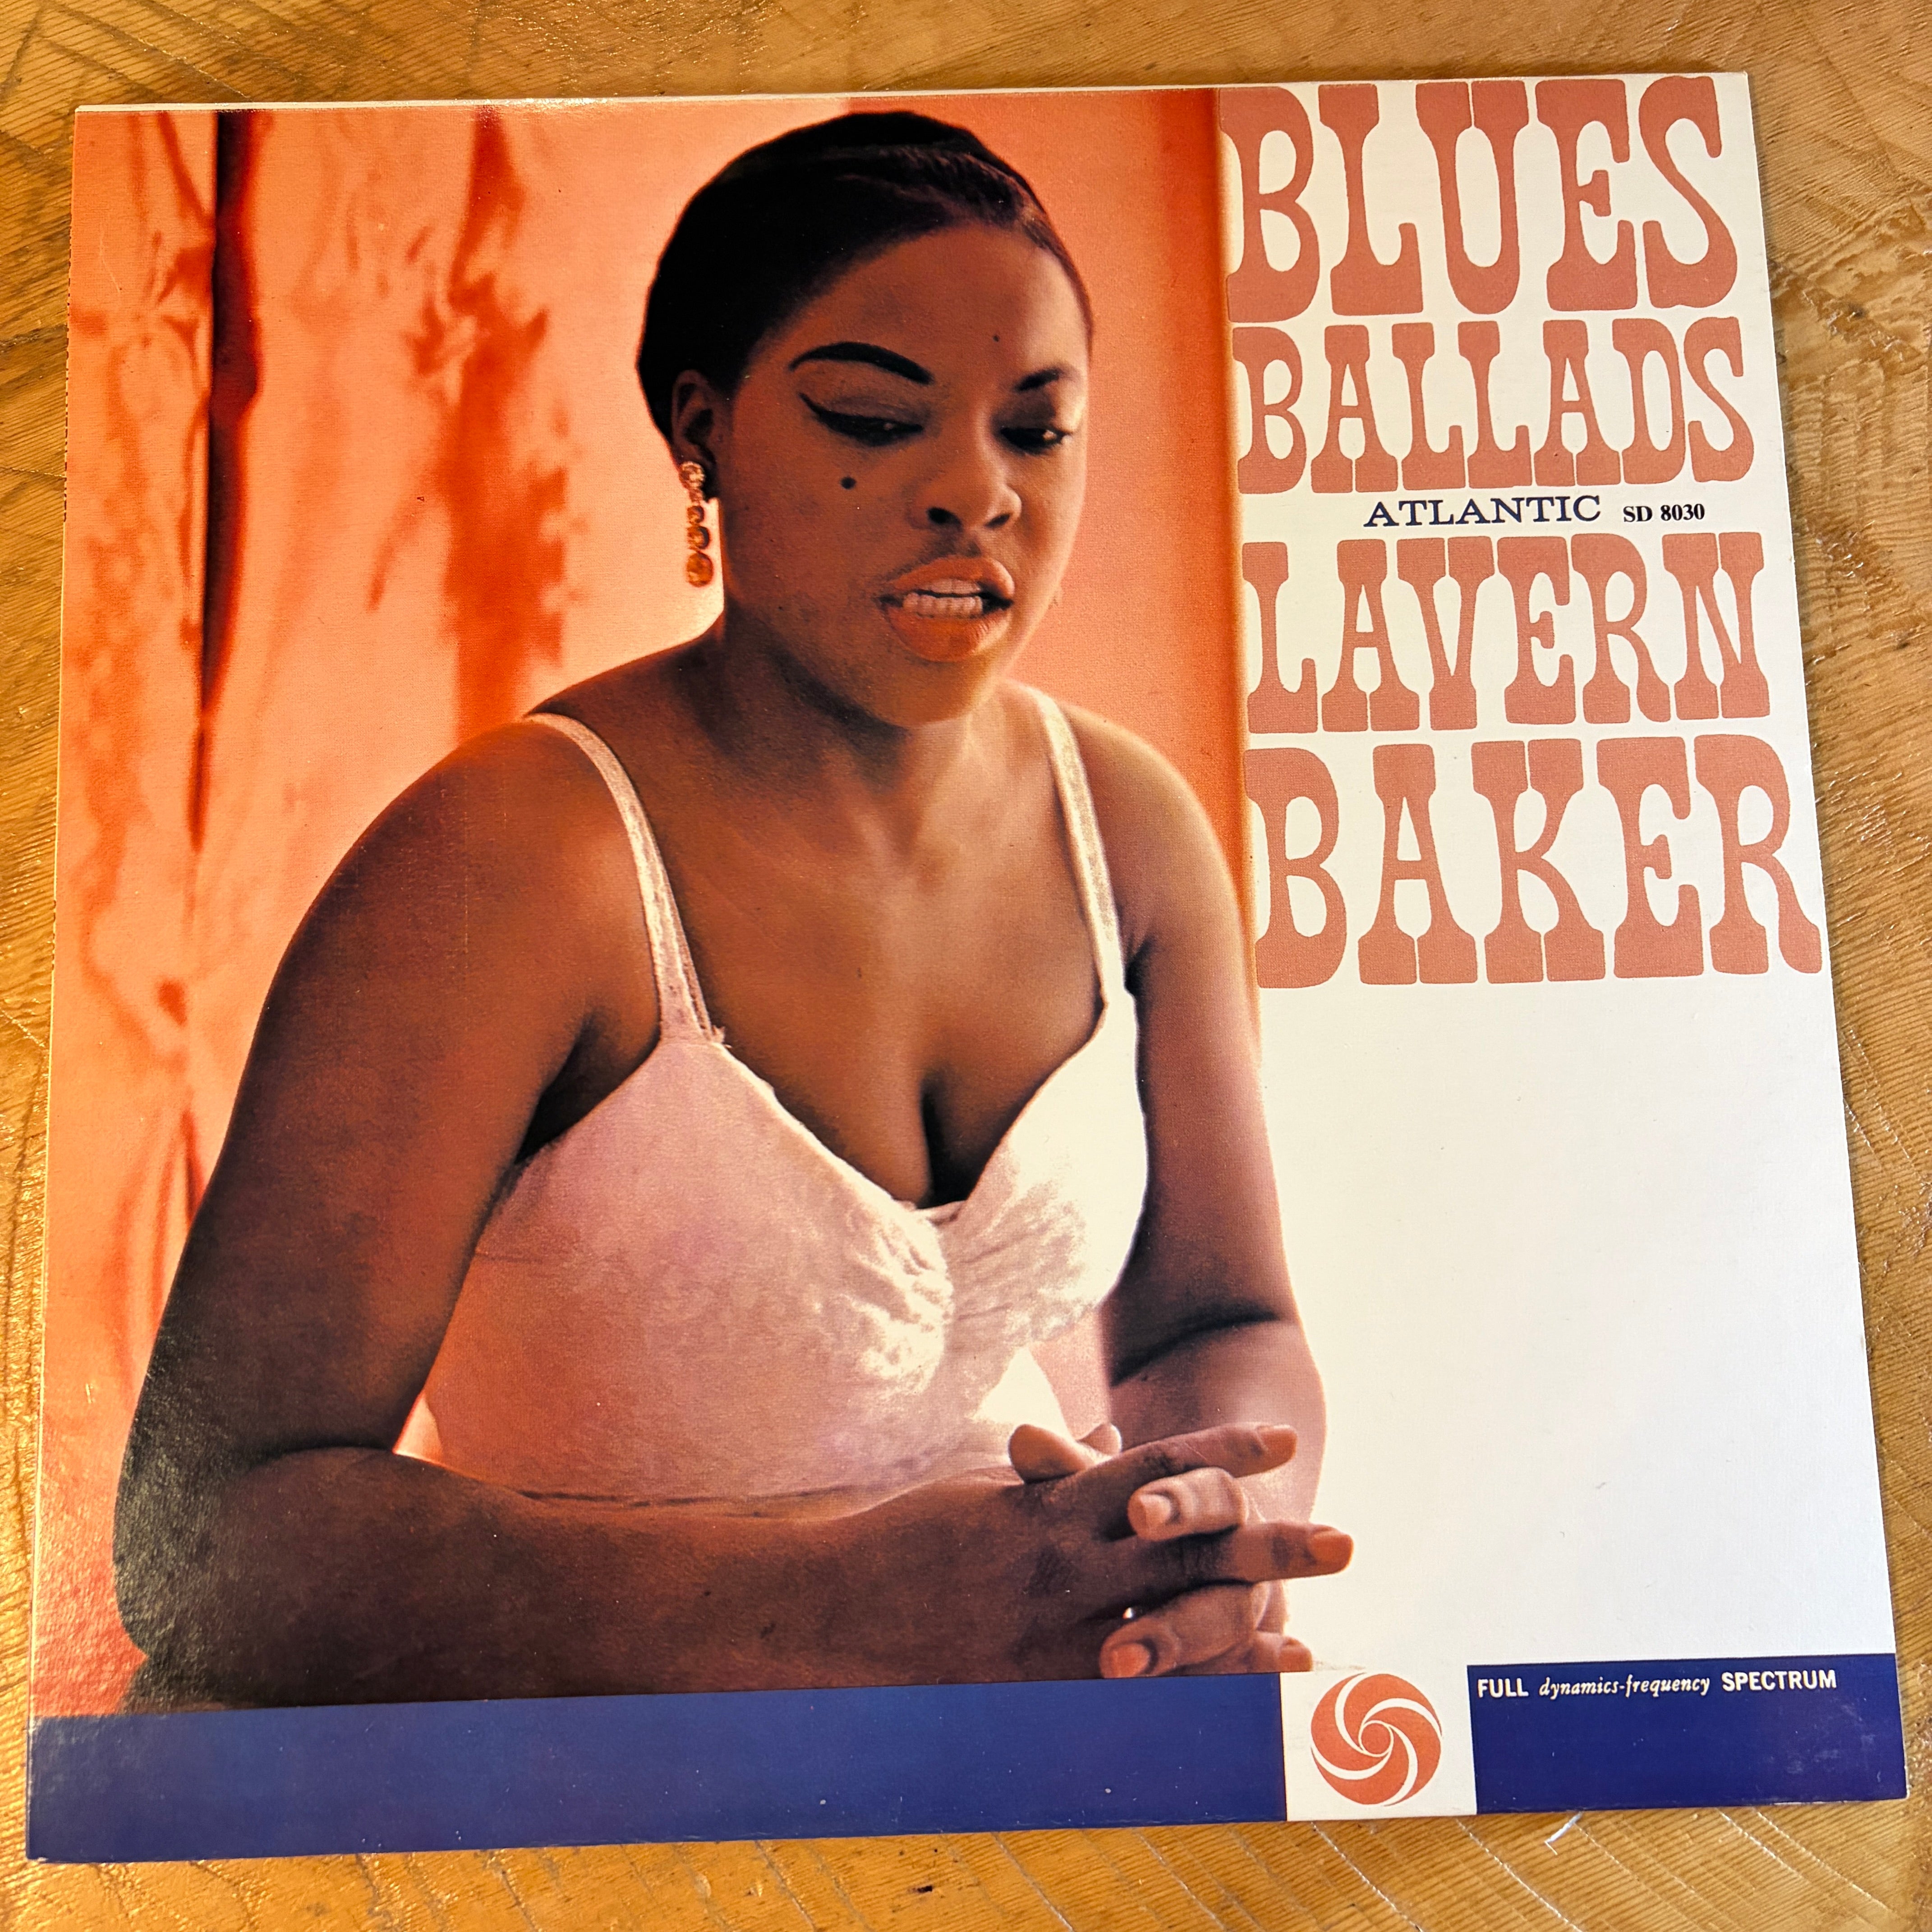 BLUES
BALLADS
ATLANTIC SD 8030
LAVERN
BAKER
FULL dynamics-frequency SPECTRUM